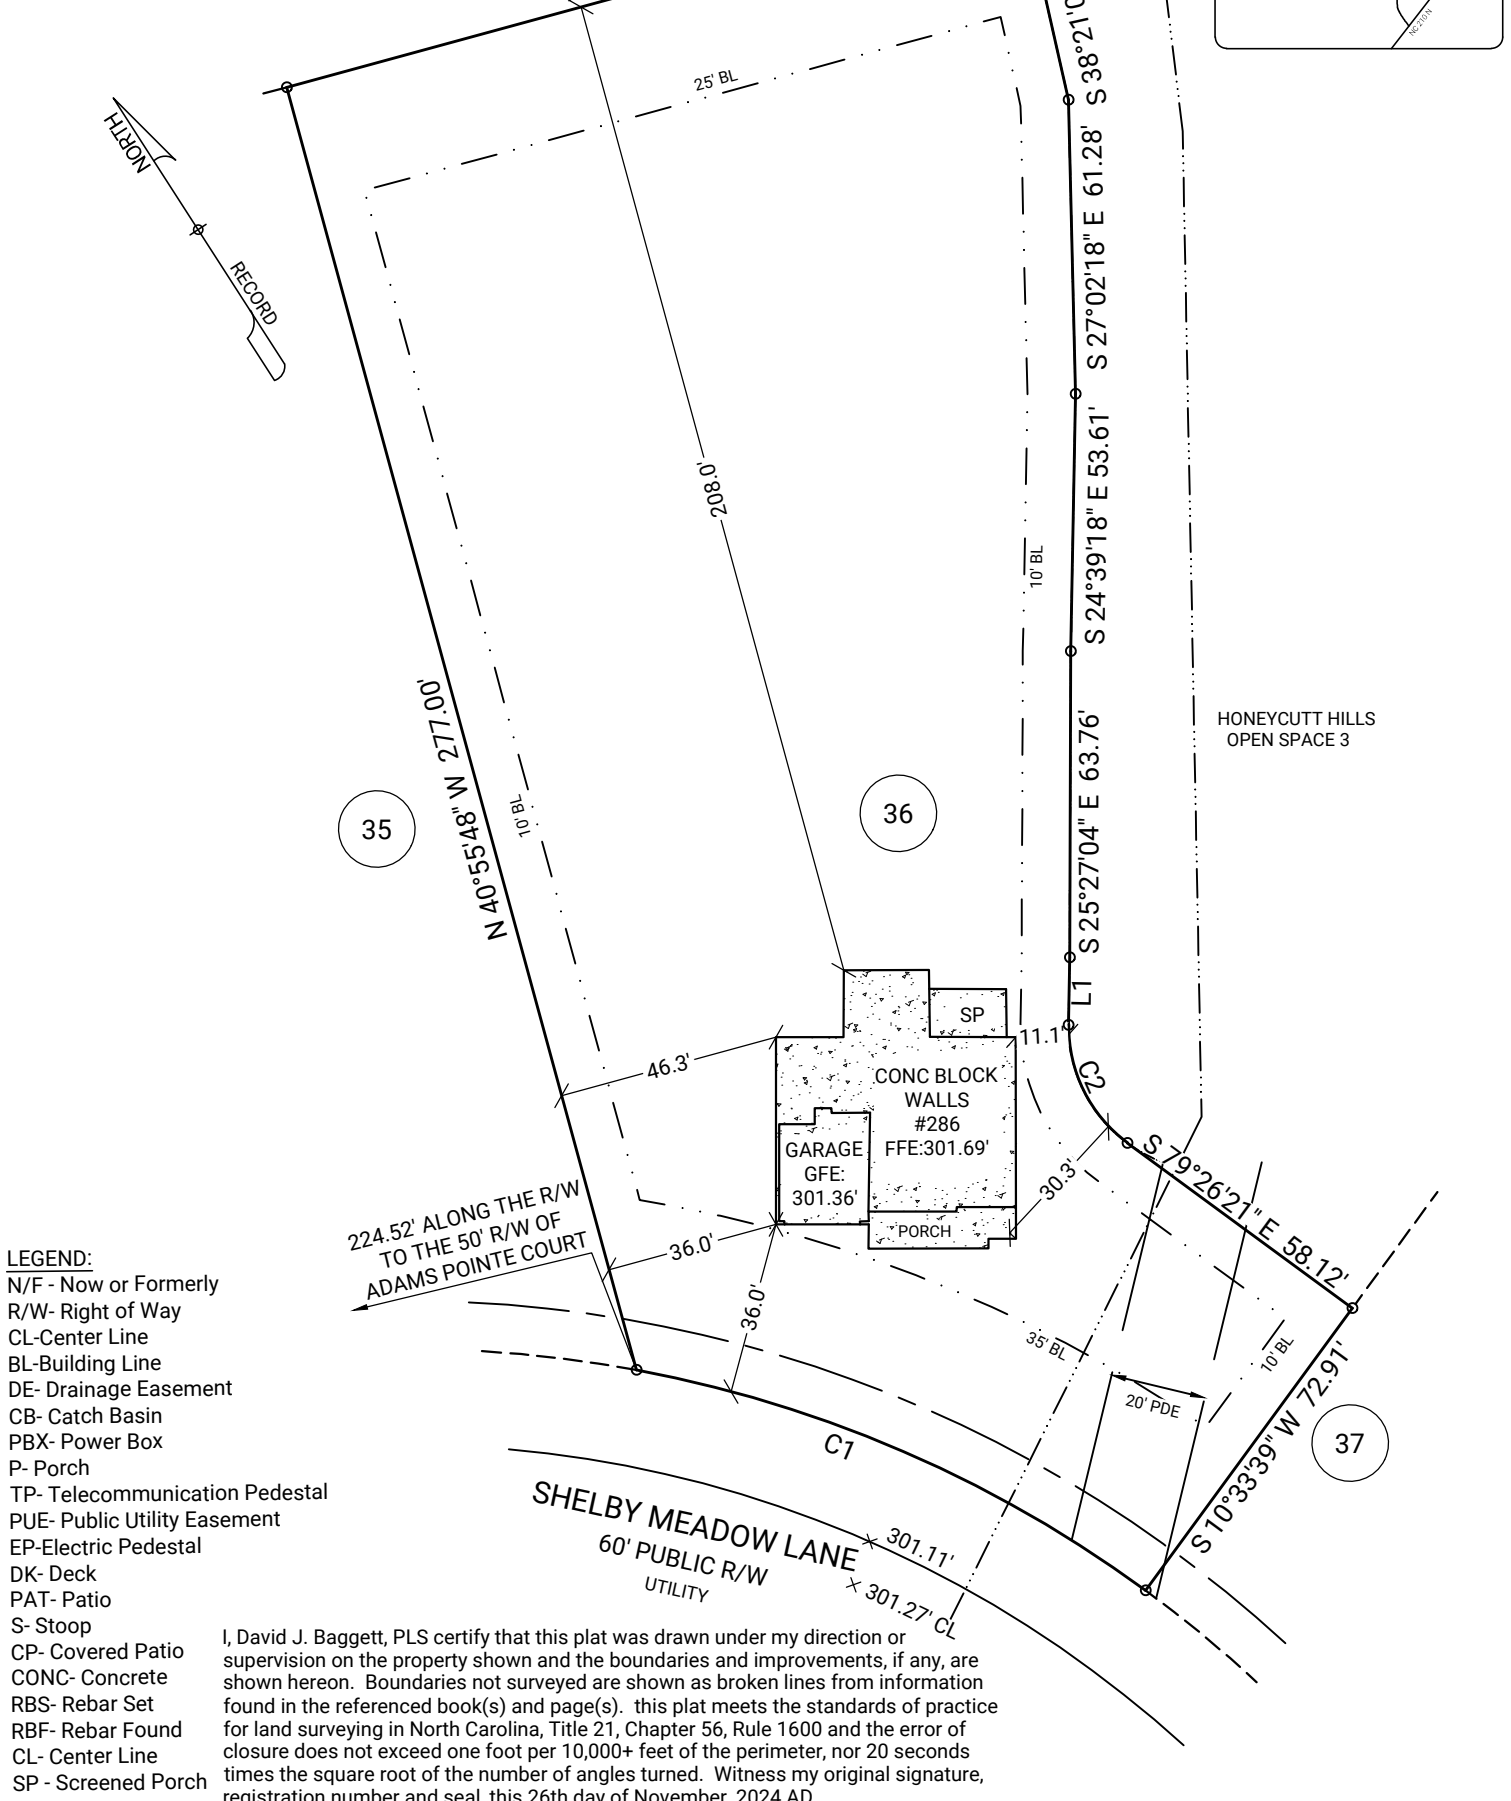 NC 210 N
S 38°21'0
25' BL
NORTH
RECORD
S 27°02'18" E 61.28'
208.0'
S 24°39'18" E 53.61'
10' BL
N 40°55'48" W 277.00'
HONEYCUTT HILLS
OPEN SPACE 3
S 25°27'04" E 63.76'
35
10' BL
36
L1
SP
11.1'
46.3'
C2
CONC BLOCK
WALLS
#286
FFE:301.69'
GARAGE
GFE:
301.36'
30.3'
S 79°26'21" E 58.12'
PORCH
224.52' ALONG THE R/W
TO THE 50' R/W OF
ADAMS POINTE COURT
36.0'
36.0'
35' BL
10' BL
20' PDE
S 10°33'39" W 72.91'
37
C1
SHELBY MEADOW LANE
60' PUBLIC R/W
UTILITY
301.11'
301.27' CL
LEGEND:
N/F - Now or Formerly
R/W- Right of Way
CL-Center Line
BL-Building Line
DE- Drainage Easement
CB- Catch Basin
PBX- Power Box
P- Porch
TP- Telecommunication Pedestal
PUE- Public Utility Easement
EP-Electric Pedestal
DK- Deck
PAT- Patio
S- Stoop
CP- Covered Patio
CONC- Concrete
RBS- Rebar Set
RBF- Rebar Found
CL- Center Line
SP - Screened Porch
I, David J. Baggett, PLS certify that this plat was drawn under my direction or
supervision on the property shown and the boundaries and improvements, if any, are
shown hereon. Boundaries not surveyed are shown as broken lines from information
found in the referenced book(s) and page(s). this plat meets the standards of practice
for land surveying in North Carolina, Title 21, Chapter 56, Rule 1600 and the error of
closure does not exceed one foot per 10,000+ feet of the perimeter, nor 20 seconds
times the square root of the number of angles turned. Witness my original signature,
registration number and seal, this 26th day of November, 2024 AD